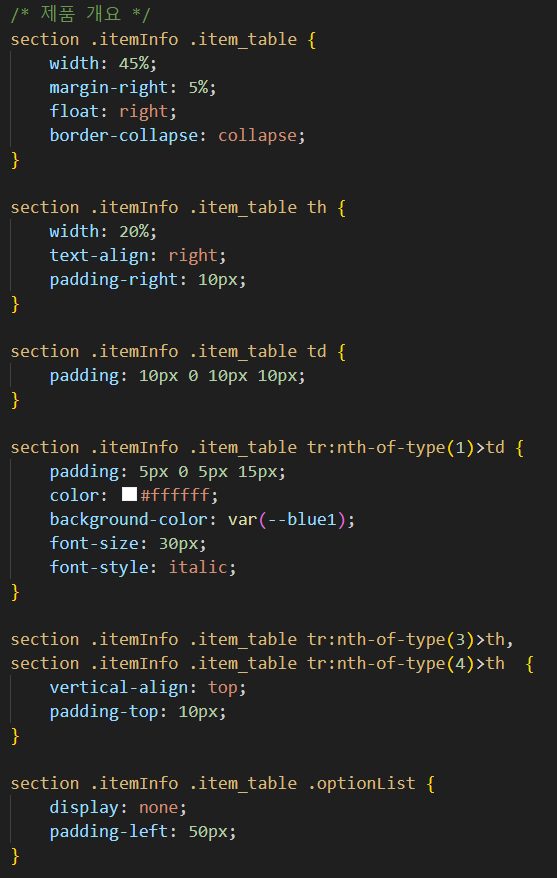 /* 제품 개요 */
section .itemInfo .item_table {
    width: 45%;
    margin-right: 5%;
    float: right;
    border-collapse: collapse;
}

section .itemInfo .item_table th {
    width: 20%;
    text-align: right;
    padding-right: 10px;
}

section .itemInfo .item_table td {
    padding: 10px 0 10px 10px;
}

section .itemInfo .item_table tr:nth-of-type(1)>td {
    padding: 5px 0 5px 15px;
    color: #ffffff;
    background-color: var(--blue1);
    font-size: 30px;
    font-style: italic;
}

section .itemInfo .item_table tr:nth-of-type(3)>th,
section .itemInfo .item_table tr:nth-of-type(4)>th  {
    vertical-align: top;
    padding-top: 10px;
}

section .itemInfo .item_table .optionList {
    display: none;
    padding-left: 50px;
}